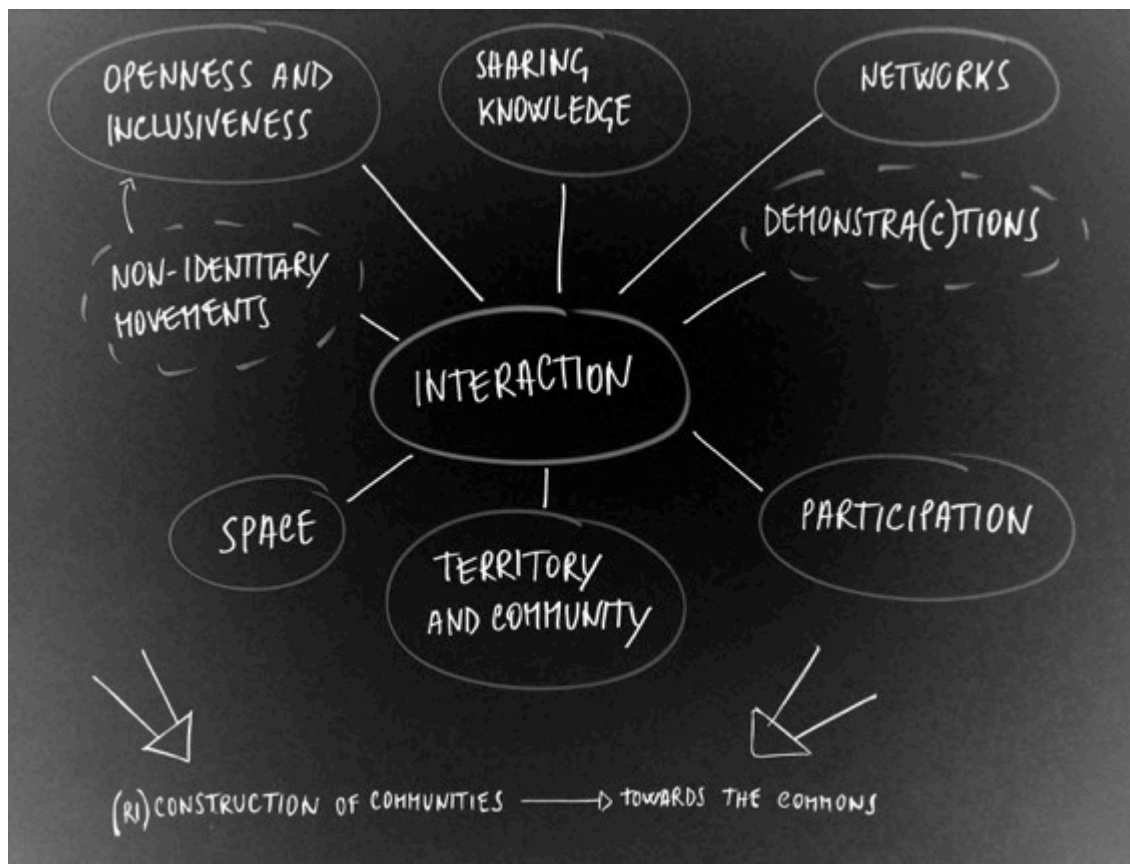 OPENNESS AND
INCLUSIVENESS
SHARING
KNOWLEDGE
NETWORKS
NON-IDENTITARY
MOVEMENTS
DEMONSTRA(C)TIONS
INTERACTION
SPACE
TERRITORY
AND COMMUNITY
PARTICIPATION
(RI)CONSTRUCTION OF COMMUNITIES
TOWARDS THE COMMONS